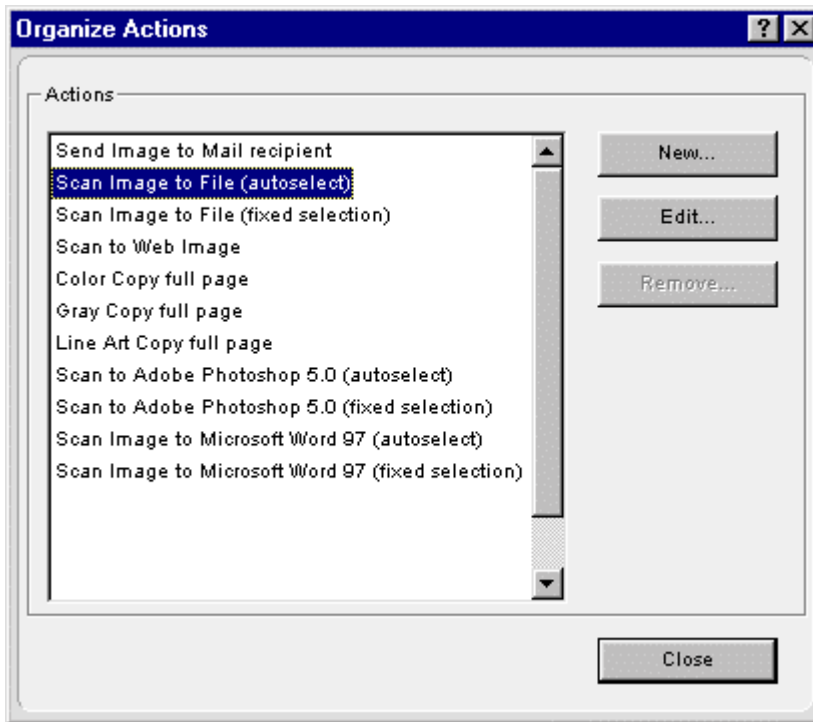 Organize Actions
Actions
Send Image to Mail recipient
Scan Image to File (autoselect)
Scan Image to File (fixed selection)
Scan to Web Image
Color Copy full page
Gray Copy full page
Line Art Copy full page
Scan to Adobe Photoshop 5.0 (autoselect)
Scan to Adobe Photoshop 5.0 (fixed selection)
Scan Image to Microsoft Word 97 (autoselect)
Scan Image to Microsoft Word 97 (fixed selection)
New...
Edit...
Remove...
Close